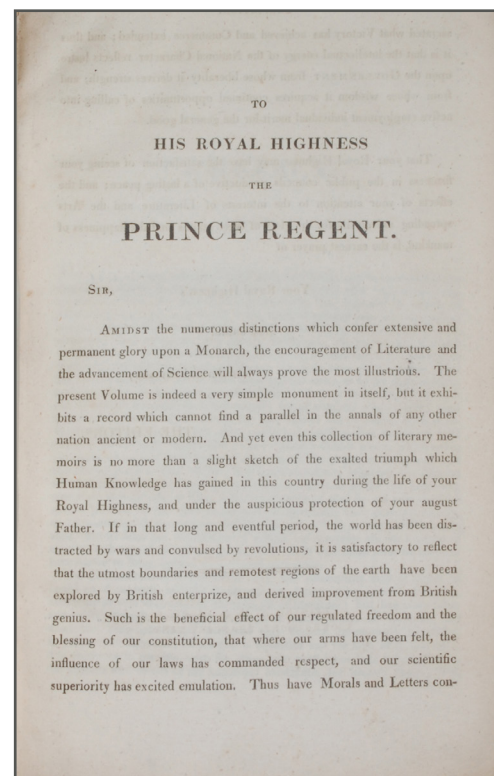 TO
HIS ROYAL HIGHNESS
THE
PRINCE REGENT.
SIR,
AMIDST the numerous distinctions which confer extensive and
permanent glory upon a Monarch, the encouragement of Literature and
the advancement of Science will always prove the most illustrious. The
present Volume is indeed a very simple monument in itself, but it exhi-
bits a record which cannot find a parallel in the annals of any other
nation ancient or modern. And yet even this collection of literary me-
moirs is no more than a slight sketch of the exalted triumph which
Human Knowledge has gained in this country during the life of your
Royal Highness, and under the auspicious protection of your august
Father. If in that long and eventful period, the world has been dis-
tracted by wars and convulsed by revolutions, it is satisfactory to reflect
that the utmost boundaries and remotest regions of the earth have been
explored by British enterprize, and derived improvement from British
genius. Such is the beneficial effect of our regulated freedom and the
blessing of our constitution, that where our arms have been felt, the
influence of our laws has commanded respect, and our scientific
superiority has excited emulation. Thus have Morals and Letters con-